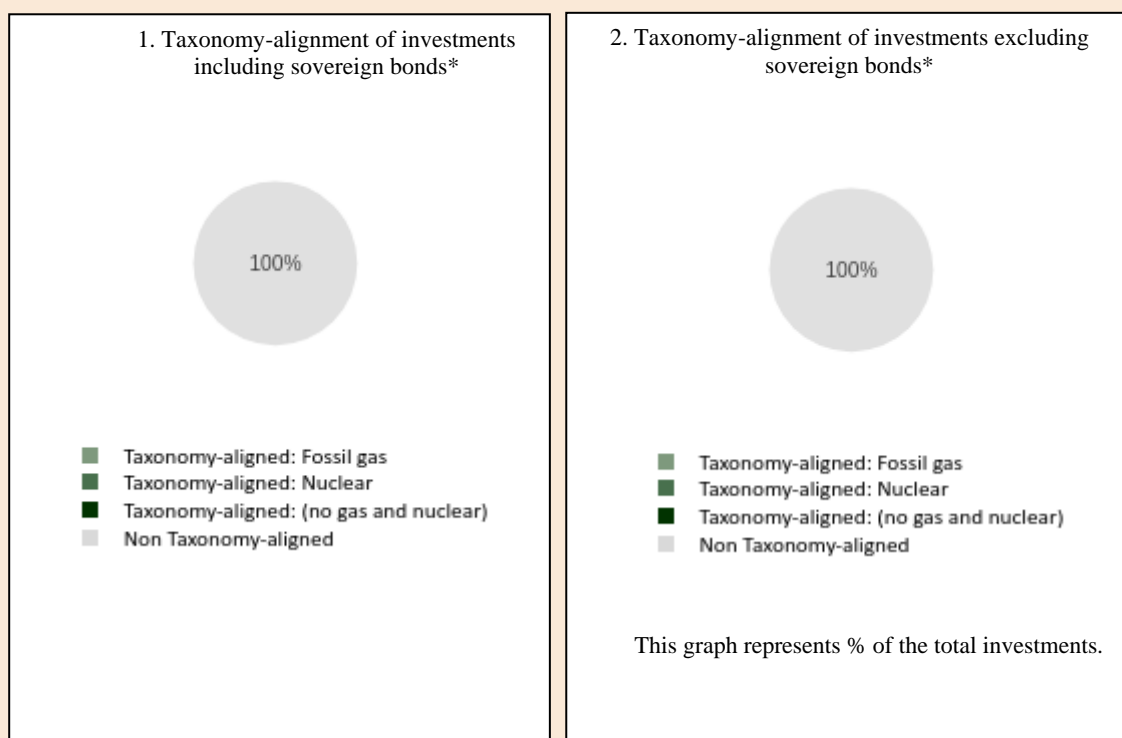 1. Taxonomy-alignment of investments
including sovereign bonds*
100%
Taxonomy-aligned: Fossil gas
Taxonomy-aligned: Nuclear
Taxonomy-aligned: (no gas and nuclear)
Non Taxonomy-aligned
2. Taxonomy-alignment of investments excluding
sovereign bonds*
100%
Taxonomy-aligned: Fossil gas
Taxonomy-aligned: Nuclear
Taxonomy-aligned: (no gas and nuclear)
Non Taxonomy-aligned
This graph represents % of the total investments.